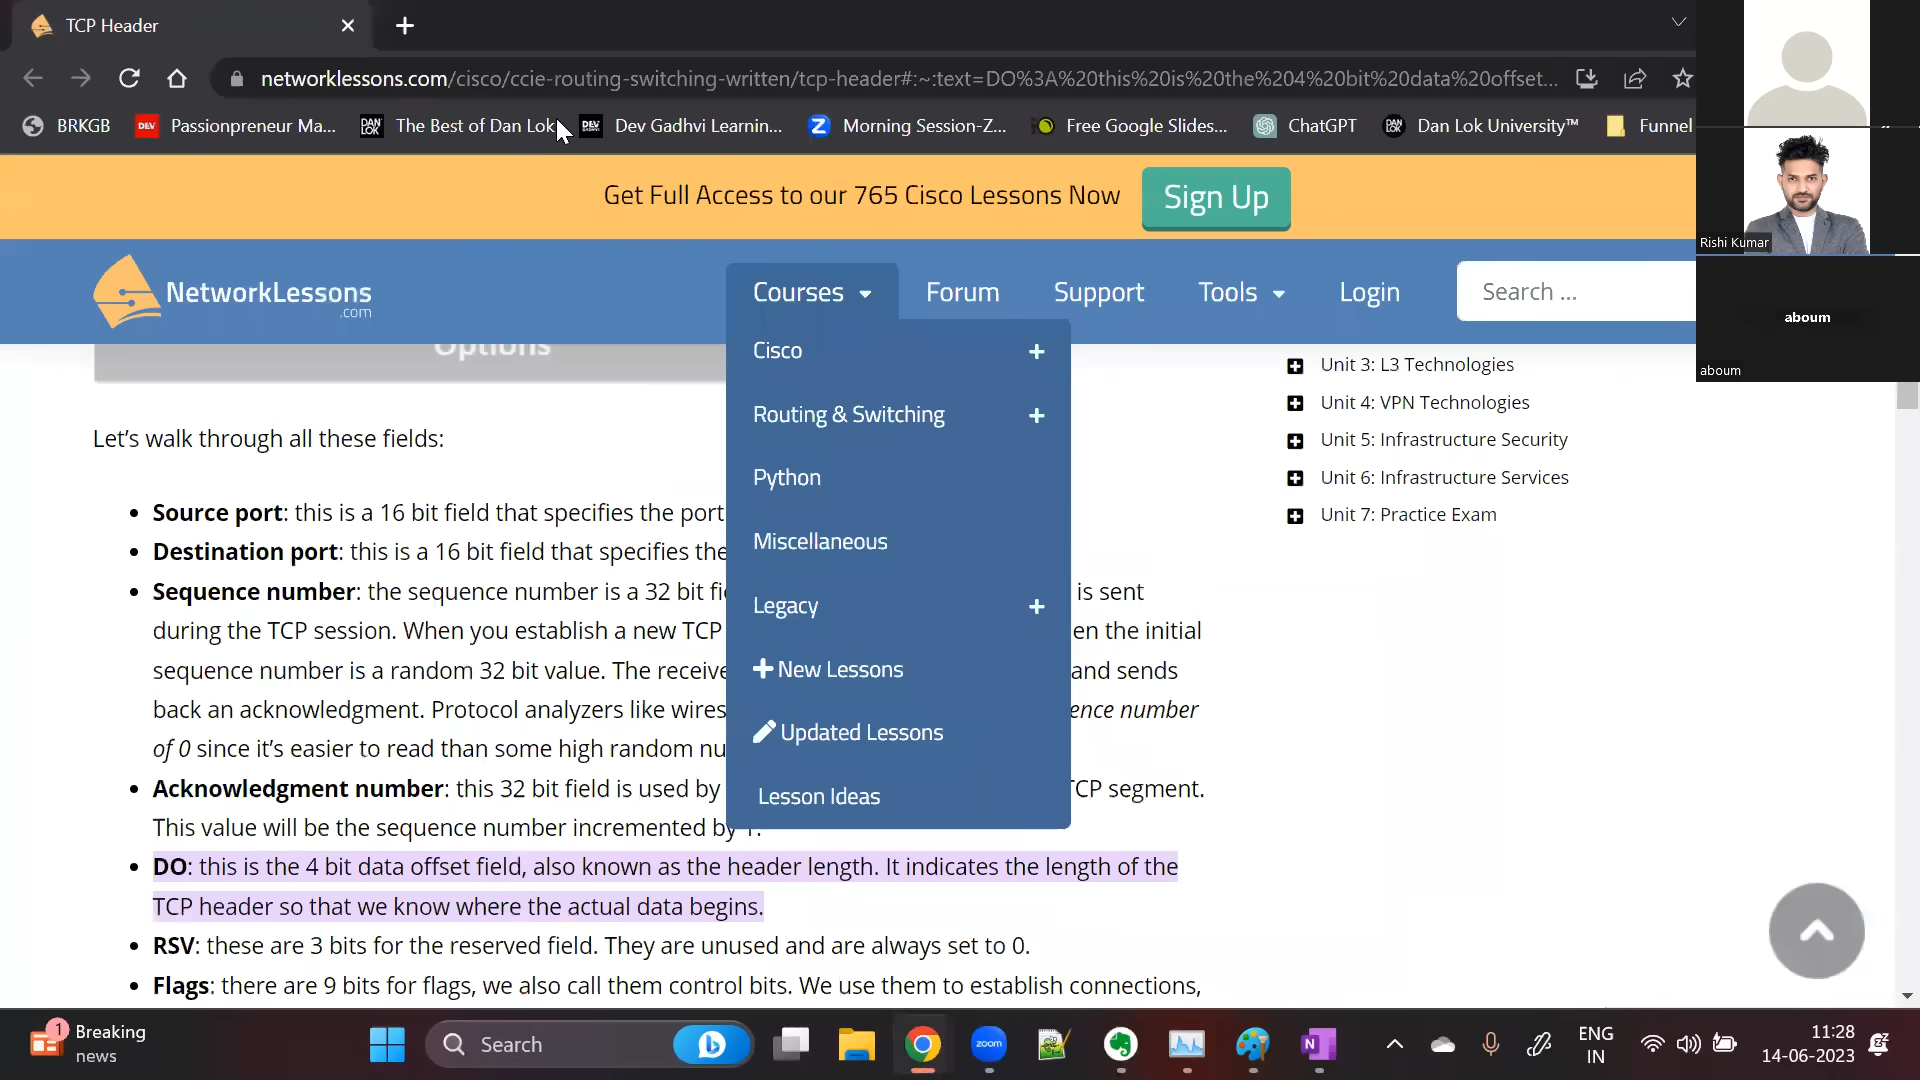 TCP Header
networklessons.com/cisco/ccie-routing-switching-written/tcp-header#:~:text=DO%3A%20this%20is%20the%204%20bit%20data%20offset...
BRKGB
DEV
Passionpreneur Ma...
DAN LOK
The Best of Dan Lok
DEV GADHVI
Dev Gadhvi Learnin...
Z
Morning Session-Z...
Free Google Slides...
ChatGPT
DAN LOK
Dan Lok University™
Funnel
Get Full Access to our 765 Cisco Lessons Now
Sign Up
NetworkLessons
.com
Courses
Forum
Support
Tools
Login
Search ...
Rishi Kumar
aboum
aboum
Options
Cisco
Routing & Switching
Python
Miscellaneous
Legacy
New Lessons
Updated Lessons
Lesson Ideas
Unit 3: L3 Technologies
Unit 4: VPN Technologies
Unit 5: Infrastructure Security
Unit 6: Infrastructure Services
Unit 7: Practice Exam
Let's walk through all these fields:
• Source port: this is a 16 bit field that specifies the port
• Destination port: this is a 16 bit field that specifies the
• Sequence number: the sequence number is a 32 bit is sent
during the TCP session. When you establish a new TCP the initial
sequence number is a random 32 bit value. The and sends
back an acknowledgment. Protocol analyzers like number
of 0 since it's easier to read than some high random
• Acknowledgment number: this 32 bit field is used by TCP segment.
This value will be the sequence number incremented by 1.
• DO: this is the 4 bit data offset field, also known as the header length. It indicates the length of the
TCP header so that we know where the actual data begins.
• RSV: these are 3 bits for the reserved field. They are unused and are always set to 0.
• Flags: there are 9 bits for flags, we also call them control bits. We use them to establish connections,
1
Breaking
news
Search
b
zoom
N
ENG
IN
11:28
14-06-2023